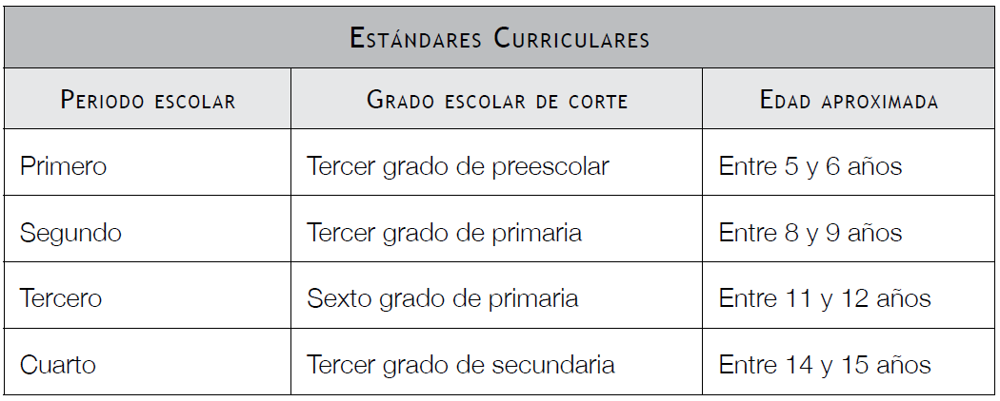 Estándares Curriculares
Periodo escolar Grado escolar de corte Edad aproximada
Primero Tercer grado de preescolar Entre 5 y 6 años
Segundo Tercer grado de primaria Entre 8 y 9 años
Tercero Sexto grado de primaria Entre 11 y 12 años
Cuarto Tercer grado de secundaria Entre 14 y 15 años